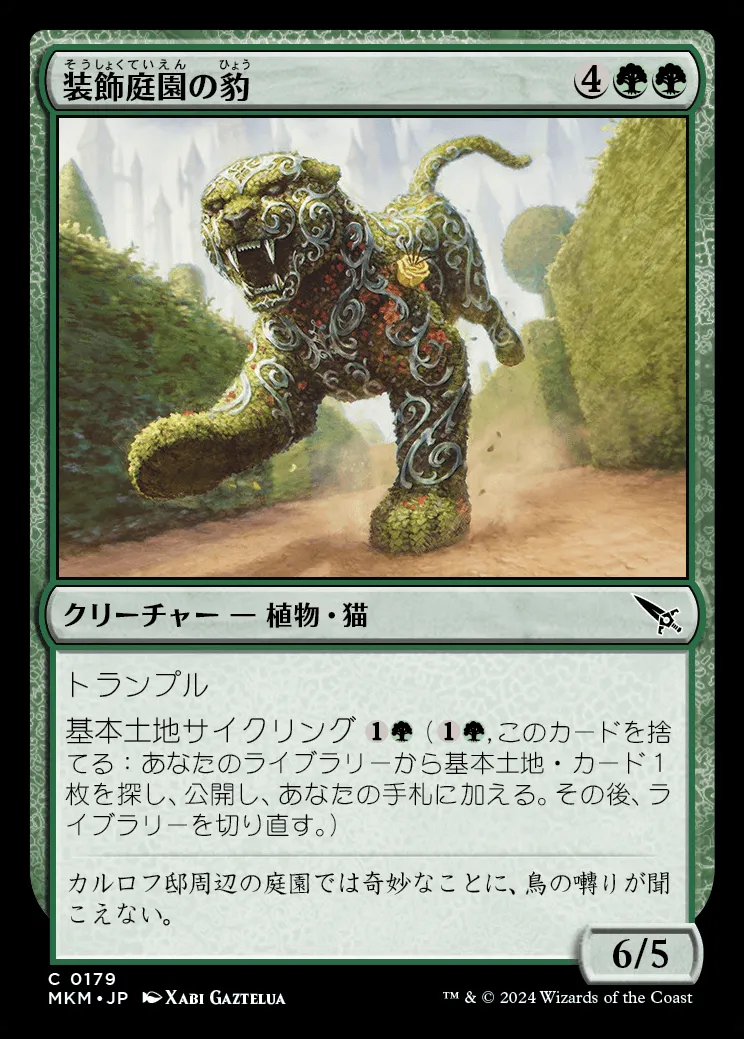 そうしょくていえん ひょう
装飾庭園の豹 4
クリーチャー — 植物・猫
トランプル
基本土地サイクリング 1 ( 1 ,このカードを捨
てる：あなたのライブラリーから基本土地・カード1
枚を探し、公開し、あなたの手札に加える。その後、ラ
イブラリーを切り直す。)
カルロフ邸周辺の庭園では奇妙なことに、鳥の囀りが聞
こえない。
6/5
C 0179
MKM • JP Xabi Gaztelua
™ & © 2024 Wizards of the Coast